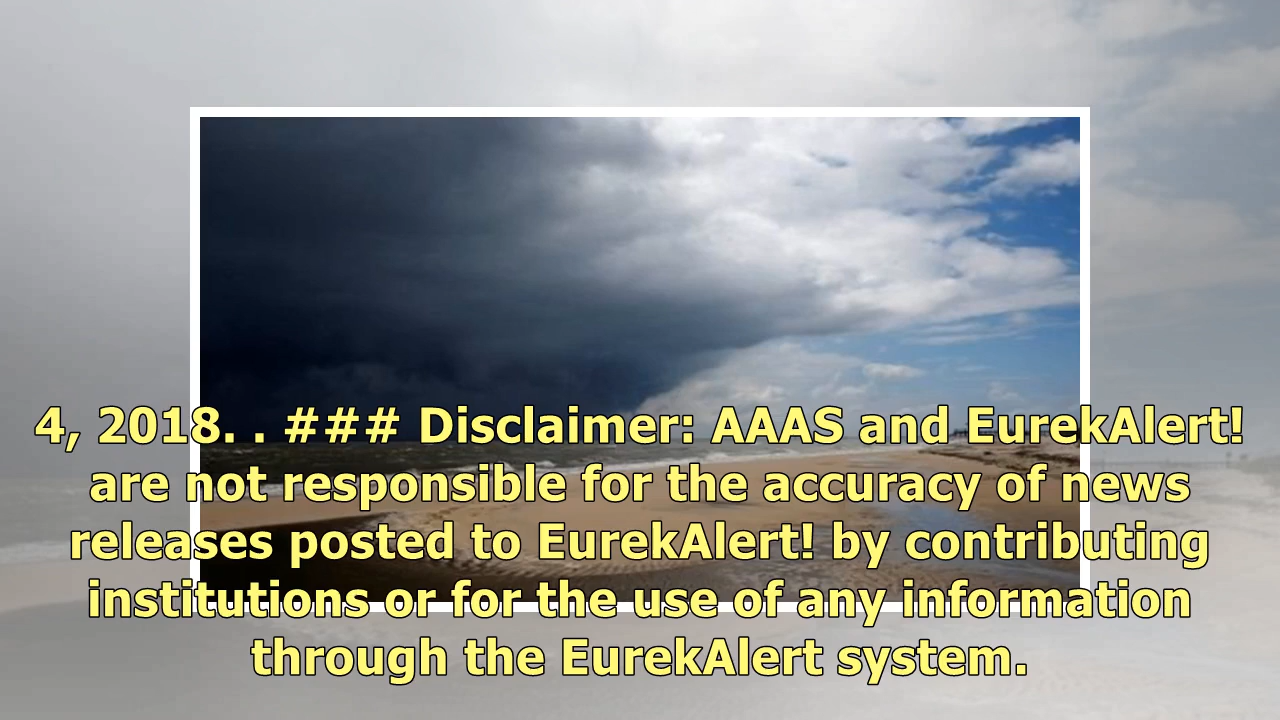 4, 2018. . ### Disclaimer: AAAS and EurekAlert!
are not responsible for the accuracy of news
releases posted to EurekAlert! by contributing
institutions or for the use of any information
through the EurekAlert system.